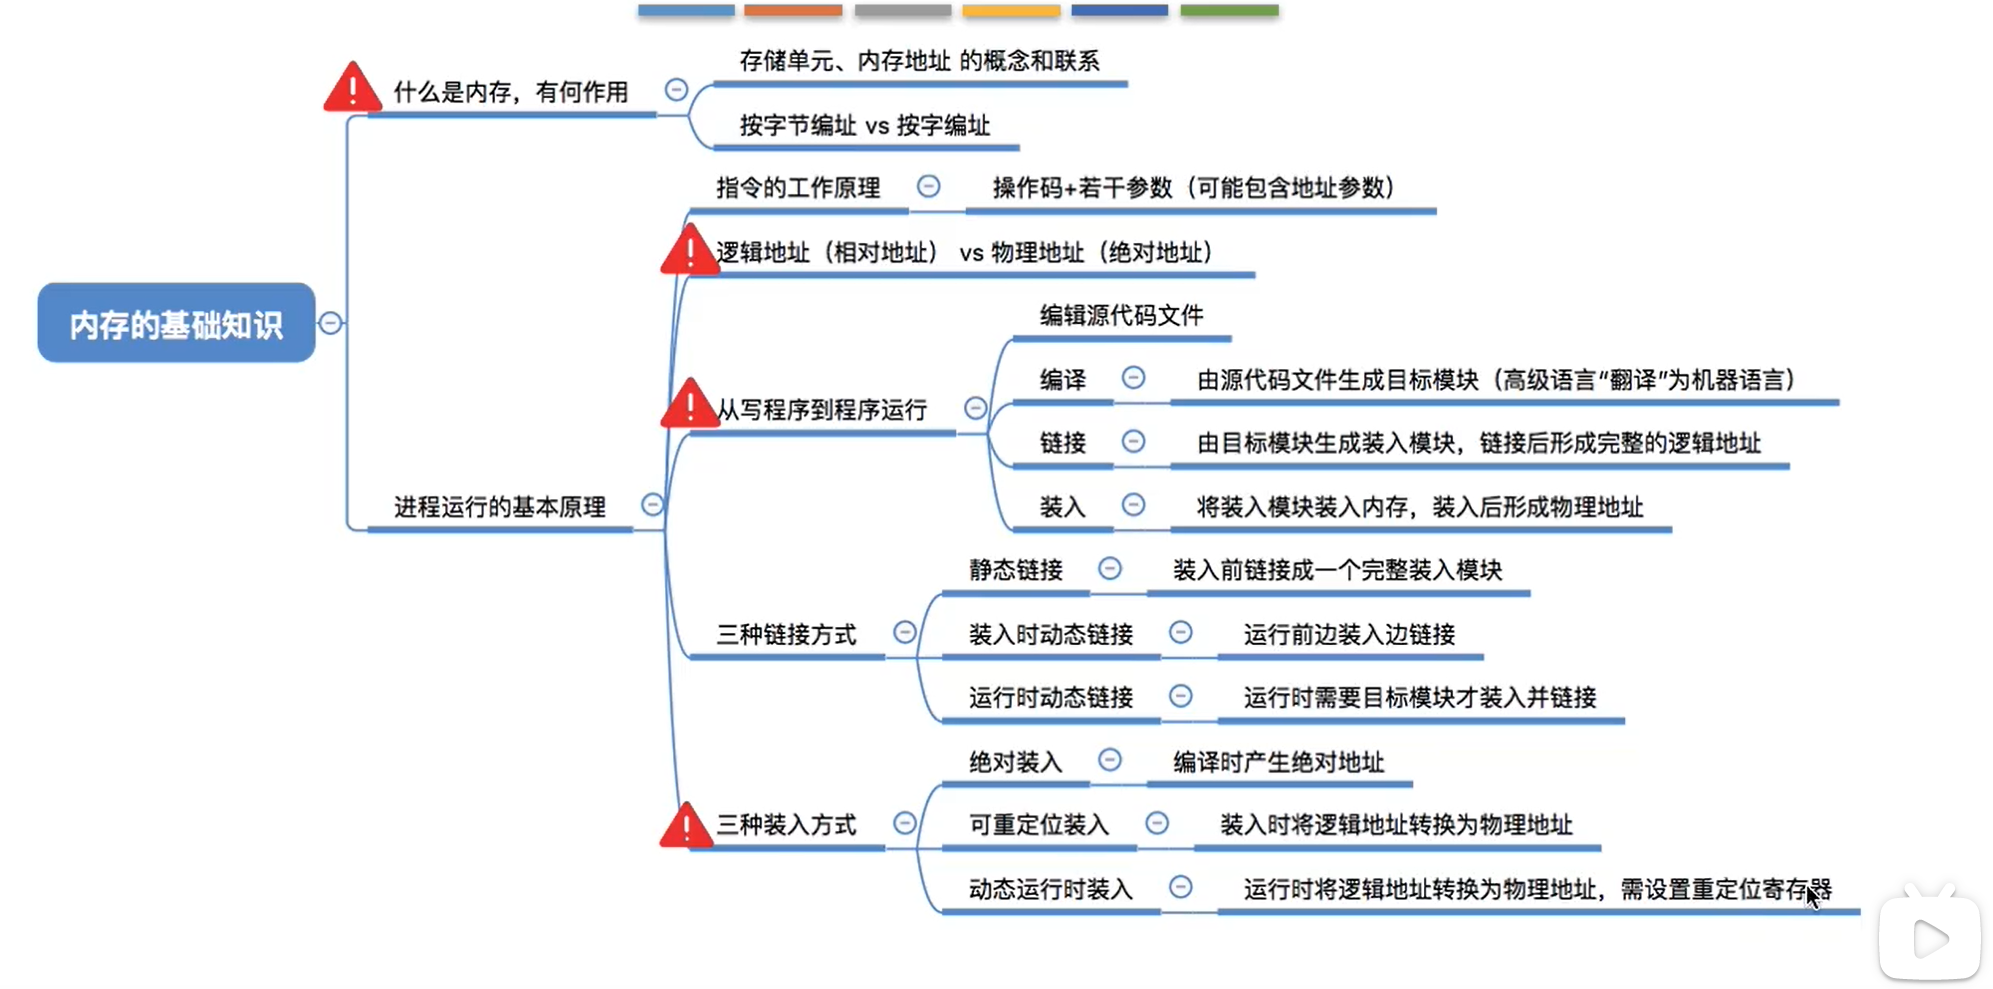 存储单元、内存地址 的概念和联系
什么是内存，有何作用
按字节编址 vs 按字编址
指令的工作原理
操作码+若干参数（可能包含地址参数）
逻辑地址（相对地址） vs 物理地址（绝对地址）
内存的基础知识
编辑源代码文件
编译
由源代码文件生成目标模块（高级语言“翻译”为机器语言）
从写程序到程序运行
链接
由目标模块生成装入模块，链接后形成完整的逻辑地址
装入
将装入模块装入内存，装入后形成物理地址
进程运行的基本原理
静态链接
装入前链接成一个完整装入模块
三种链接方式
装入时动态链接
运行前边装入边链接
运行时动态链接
运行时需要目标模块才装入并链接
绝对装入
编译时产生绝对地址
三种装入方式
可重定位装入
装入时将逻辑地址转换为物理地址
动态运行时装入
运行时将逻辑地址转换为物理地址，需设置重定位寄存器